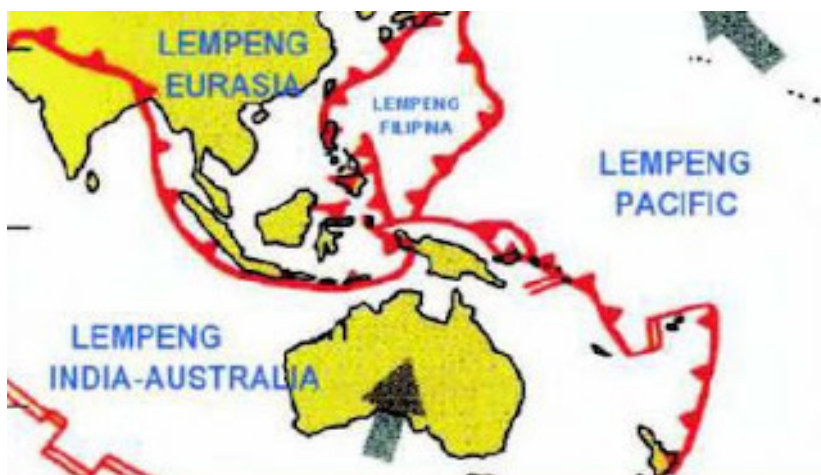 LEMPENG
EURASIA
LEMPENG
FILIPINA
LEMPENG
PACIFIC
LEMPENG
INDIA-AUSTRALIA